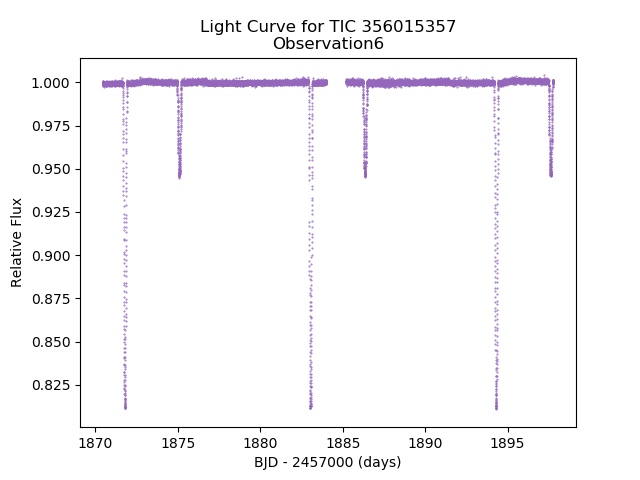 Light Curve for TIC 356015357
Observation6
1.000
0.975
0.950
0.925
0.900
0.875
0.850
0.825
Relative Flux
1870 1875 1880 1885 1890 1895
BJD - 2457000 (days)